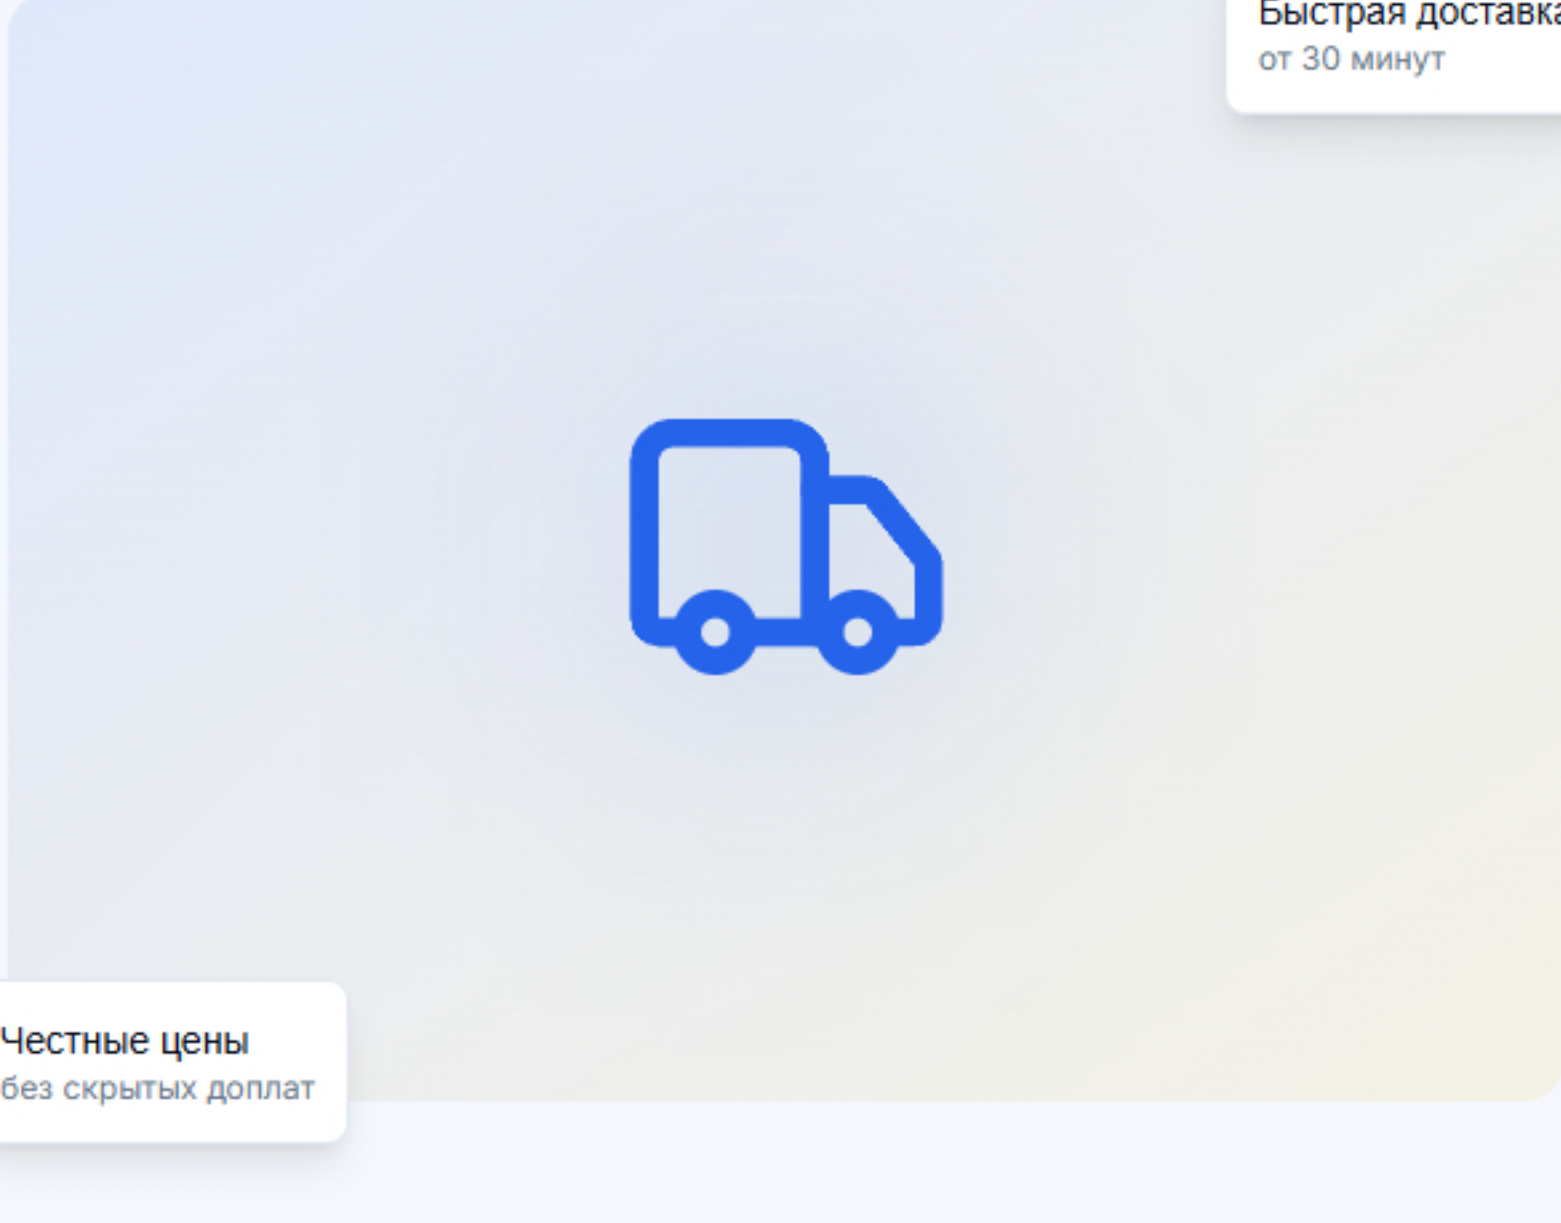 Быстрая доставка
от 30 минут
Честные цены
без скрытых доплат